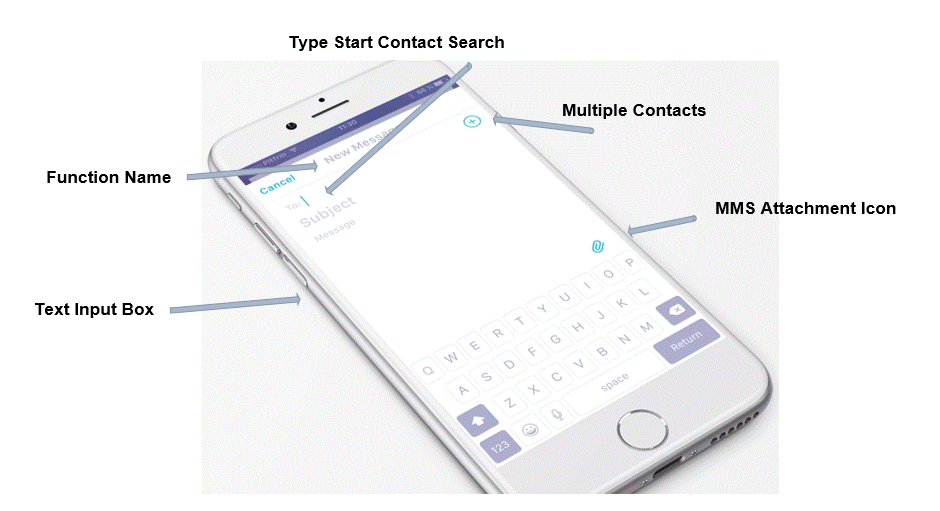 Type Start Contact Search
Multiple Contacts
Function Name
MMS Attachment Icon
Text Input Box
11:30
New Message
Cancel
To:
Subject
Message
Q W E R T Y U I O P
A S D F G H J K L
Z X C V B N M
123
space
Return